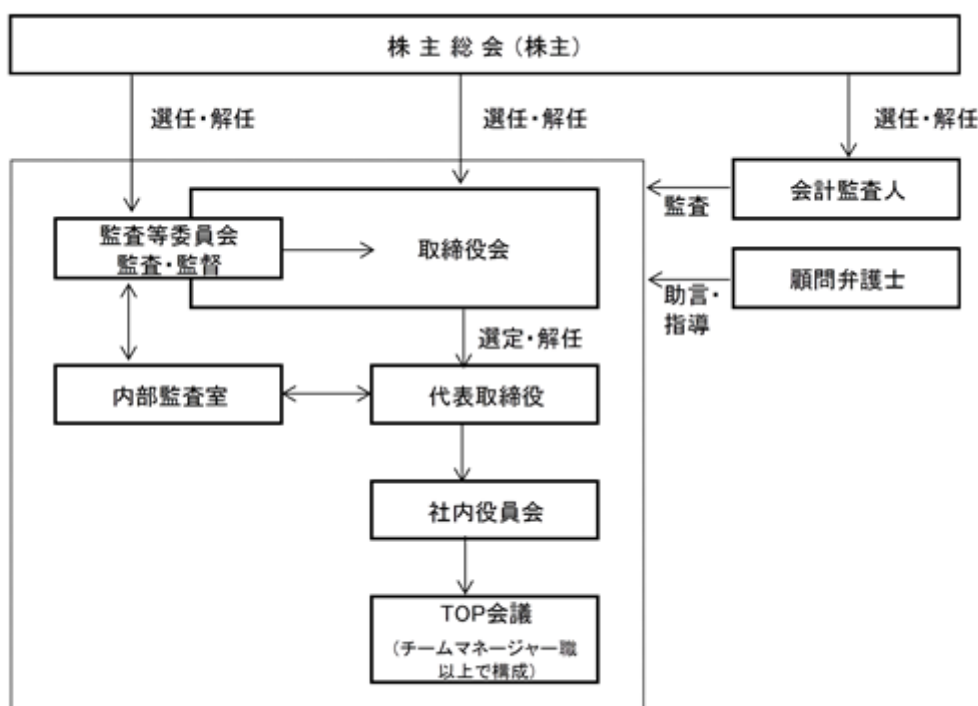 株 主 総 会 （株主）
選任・解任
選任・解任
選任・解任
会計監査人
監査
監査等委員会
監査・監督
取締役会
顧問弁護士
助言・
指導
選定・解任
内部監査室
代表取締役
社内役員会
TOP会議
（チームマネージャー職
以上で構成）